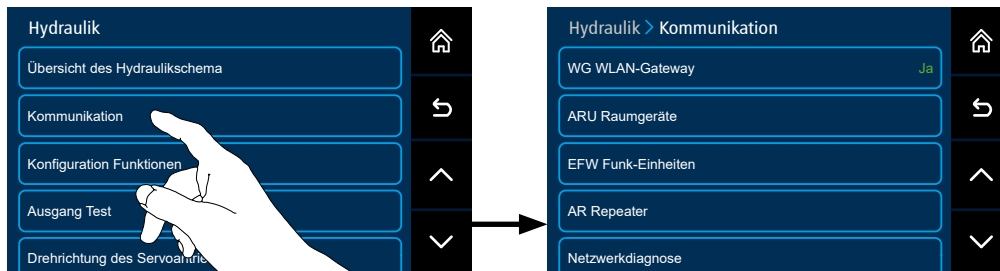 Hydraulik
Übersicht des Hydraulikschema
Kommunikation
Konfiguration Funktionen
Ausgang Test
Drehrichtung des
Hydraulik > Kommunikation
WG WLAN-Gateway Ja
ARU Raumgeräte
EFW Funk-Einheiten
AR Repeater
Netzwerkdiagnose